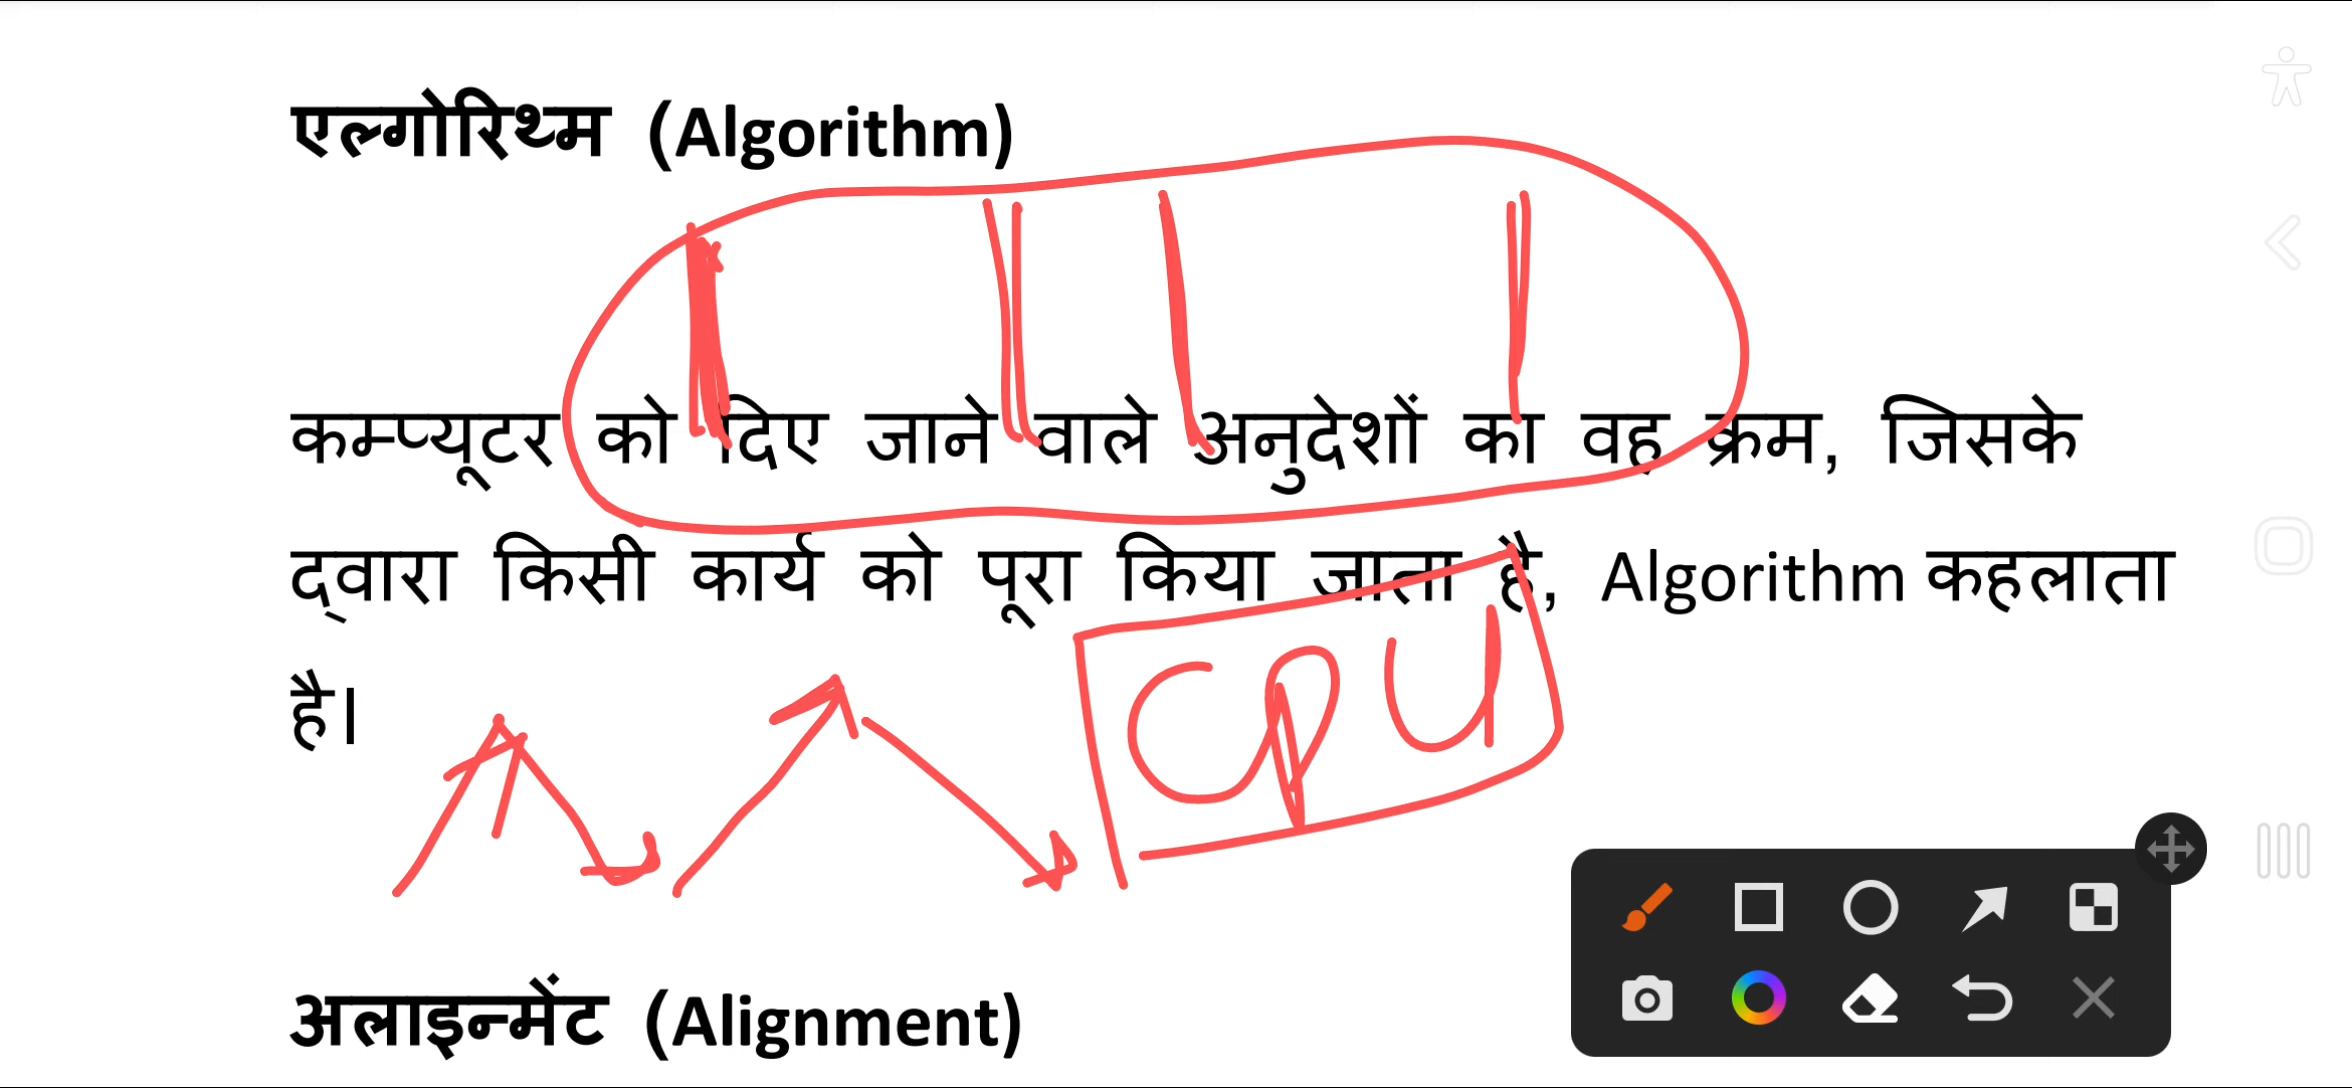 एल्गोरिथ्म (Algorithm)
कम्प्यूटर को दिए जाने वाले अनुदेशों का वह क्रम, जिसके
द्वारा किसी कार्य को पूरा किया जाता है, Algorithm कहलाता
है।
CPU
अलाइन्मेंट (Alignment)